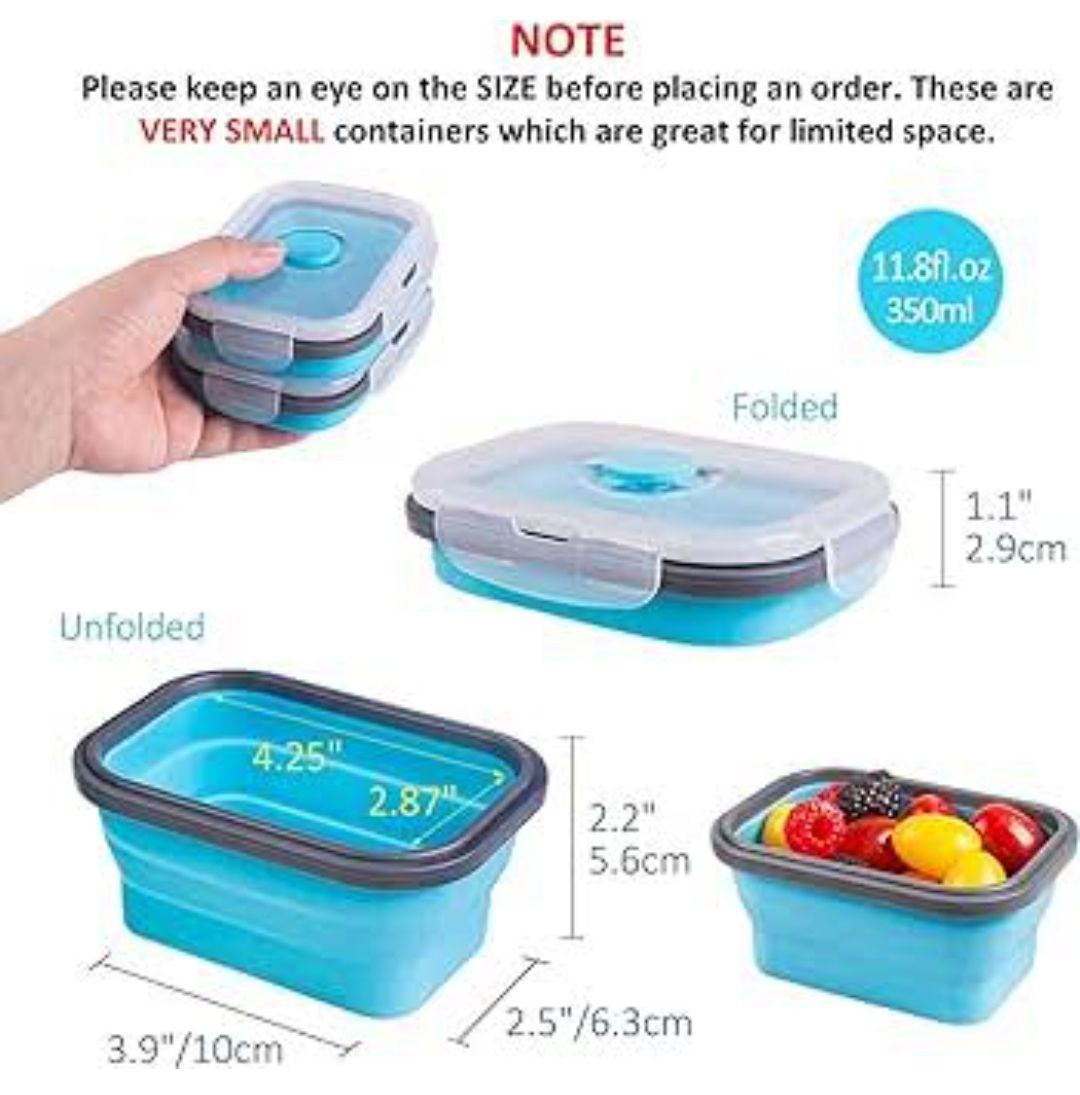 NOTE
Please keep an eye on the SIZE before placing an order. These are
VERY SMALL containers which are great for limited space.
11.8fl.oz
350ml
Folded
1.1"
2.9cm
Unfolded
4.25"
2.87"
2.2"
5.6cm
3.9"/10cm
2.5"/6.3cm